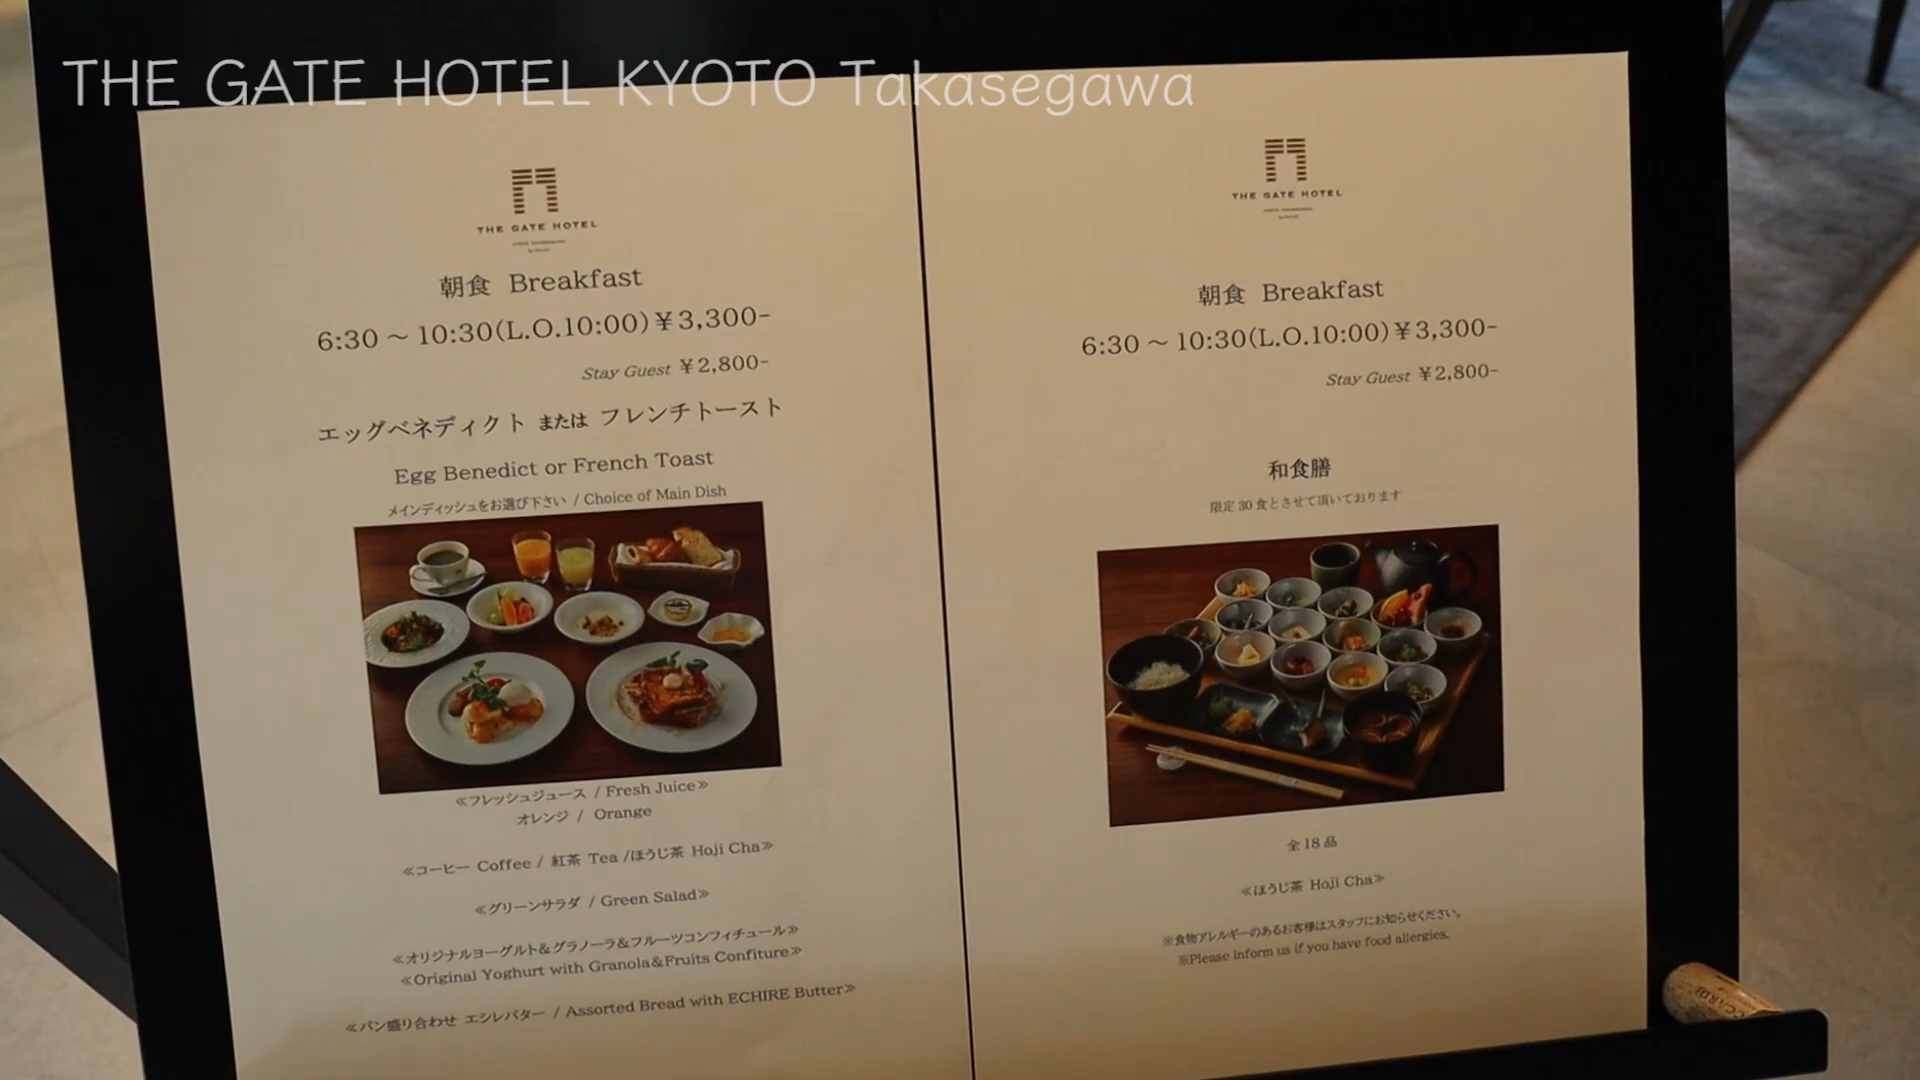 THE GATE HOTEL KYOTO Takasegawa
THE GATE HOTEL
朝食 Breakfast
6:30 ～ 10:30(L.O.10:00)￥3,300-
Stay Guest ￥2,800-
エッグベネディクト または フレンチトースト
Egg Benedict or French Toast
メインディッシュをお選び下さい / Choice of Main Dish
≪フレッシュジュース / Fresh Juice≫
オレンジ / Orange
≪コーヒー Coffee / 紅茶 Tea /ほうじ茶 Hoji Cha≫
≪グリーンサラダ / Green Salad≫
≪オリジナルヨーグルト＆グラノーラ＆フルーツコンフィチュール≫
≪Original Yoghurt with Granola＆Fruits Confiture≫
≪パン盛り合わせ エシレバター / Assorted Bread with ECHIRE Butter≫
THE GATE HOTEL
朝食 Breakfast
6:30 ～ 10:30(L.O.10:00)￥3,300-
Stay Guest ￥2,800-
和食膳
限定 30 食とさせて頂いております
全 18 品
≪ほうじ茶 Hoji Cha≫
※食物アレルギーのあるお客様はスタッフにお知らせください。
※Please inform us if you have food allergies.